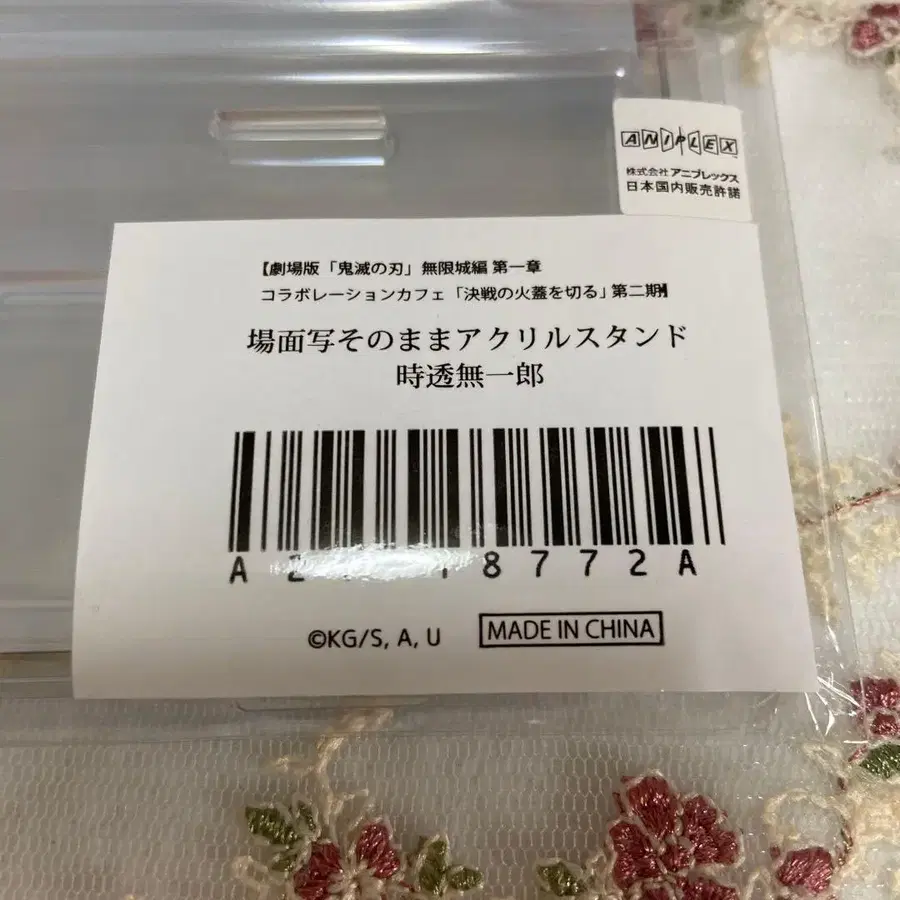 ANIPLEX
株式会社アニプレックス
日本国内販売許諾
【劇場版「鬼滅の刃」無限城編 第一章
コラボレーションカフェ「決戦の火蓋を切る」第二期】
場面写そのままアクリルスタンド
時透無一郎
©KG/S, A, U
MADE IN CHINA